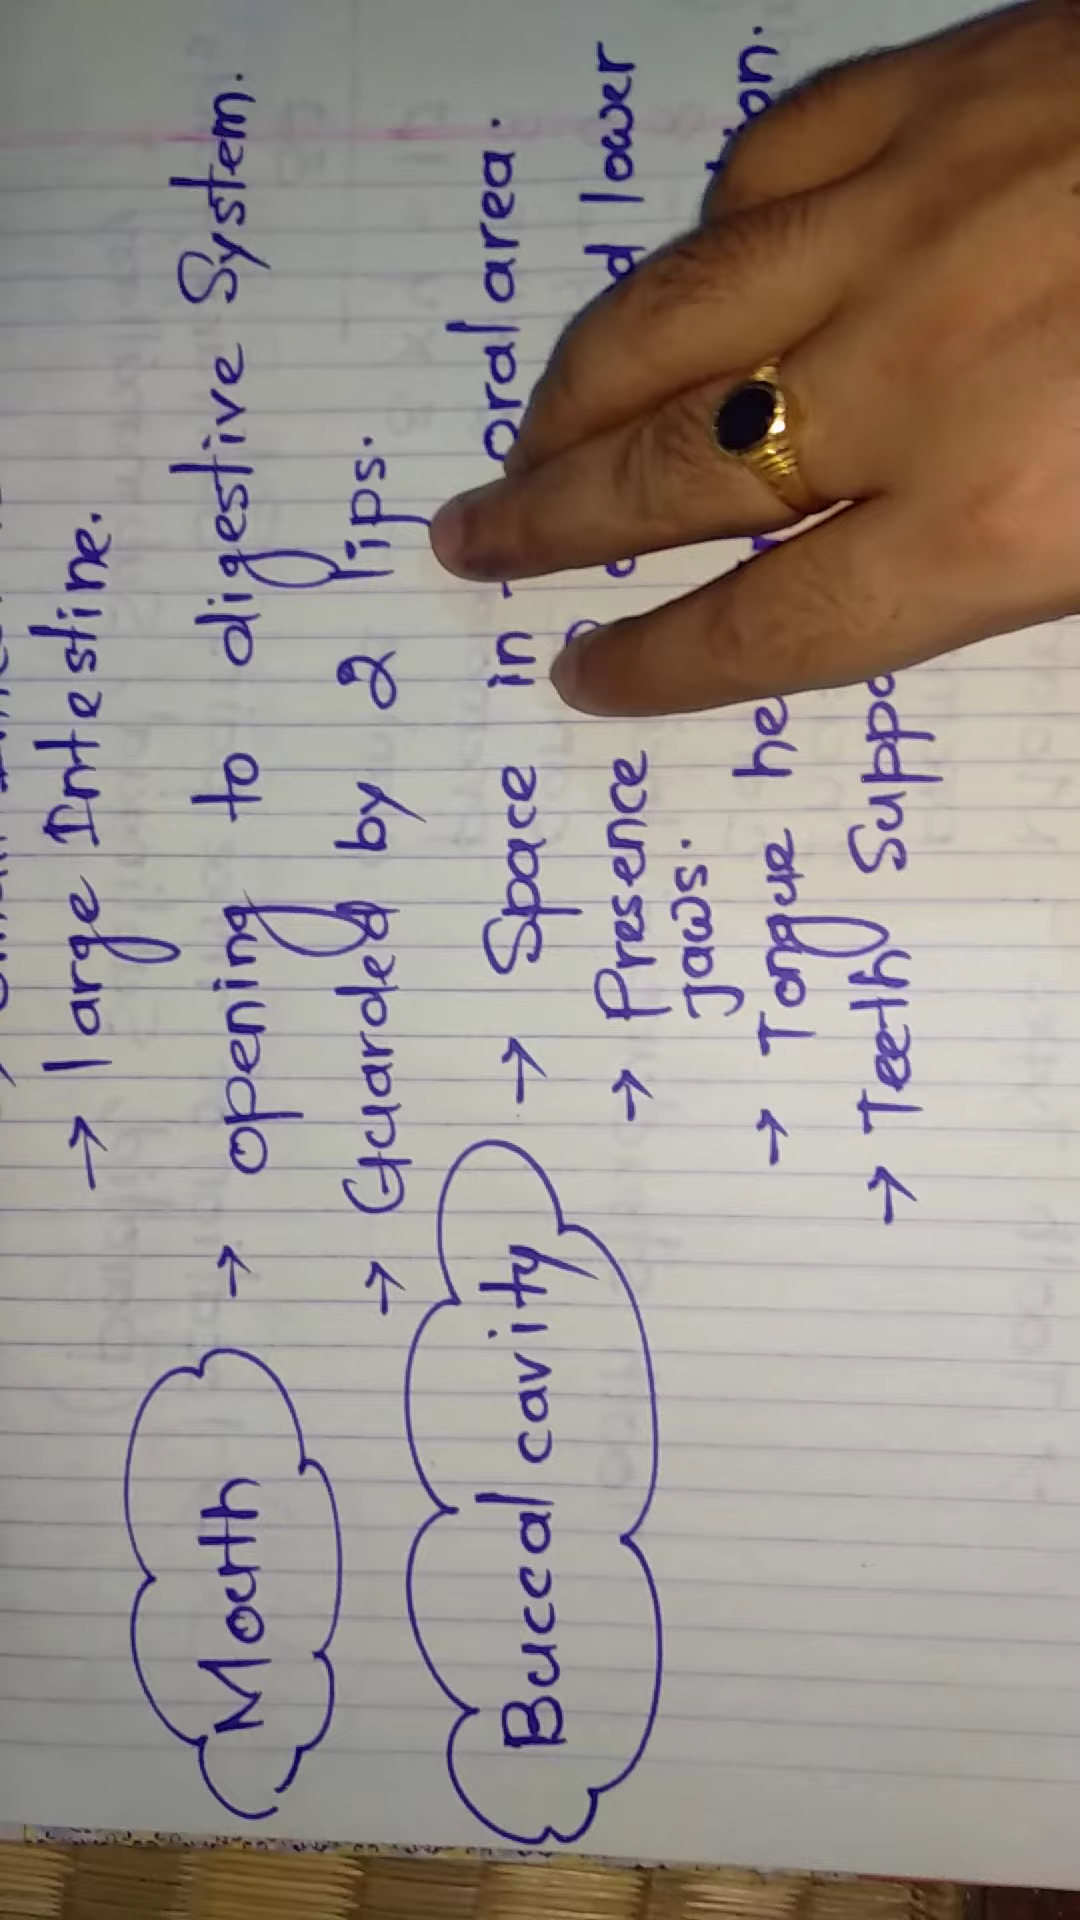 → large Intestine.
Mouth
→ opening to digestive System.
→ Guarded by 2 lips.
Buccal cavity
→ Space in oral area.
→ Presence lower
Jaws.
→ Tongue
→ Teeth